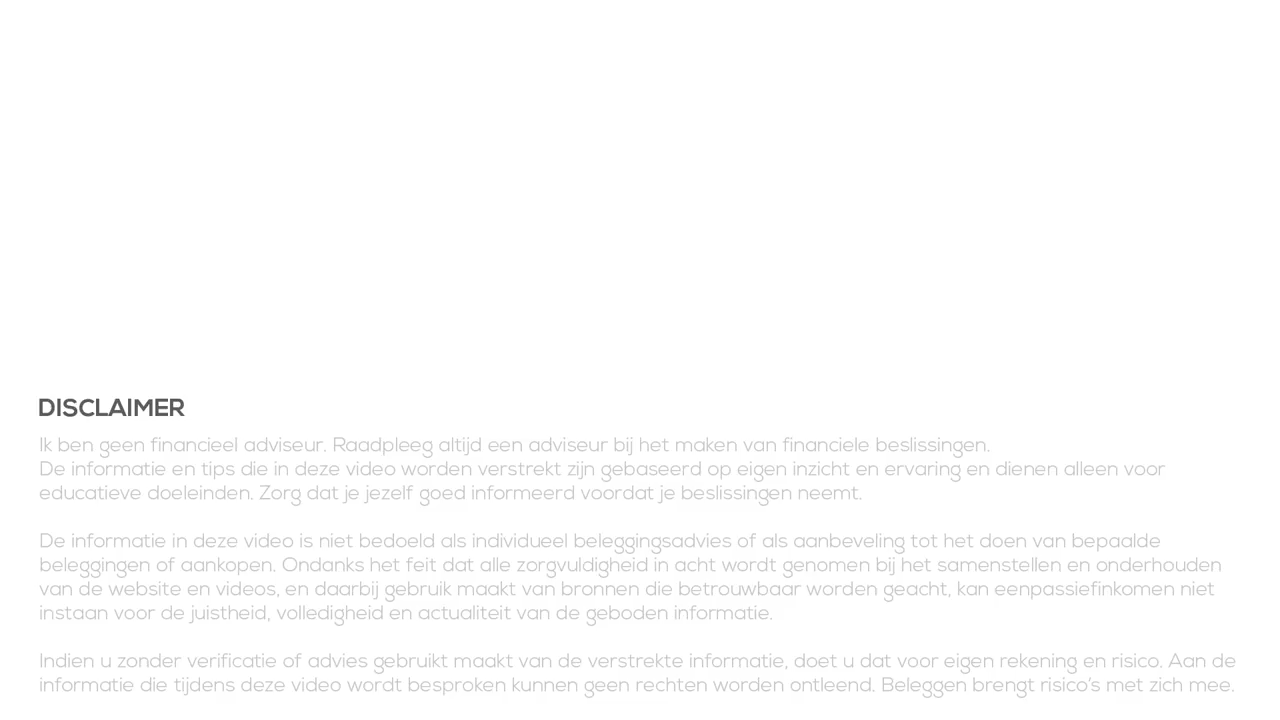 DISCLAIMER
Ik ben geen financieel adviseur. Raadpleeg altijd een adviseur bij het maken van financiele beslissingen.
De informatie en tips die in deze video worden verstrekt zijn gebaseerd op eigen inzicht en ervaring en dienen alleen voor
educatieve doeleinden. Zorg dat je jezelf goed informeerd voordat je beslissingen neemt.
De informatie in deze video is niet bedoeld als individueel beleggingsadvies of als aanbeveling tot het doen van bepaalde
beleggingen of aankopen. Ondanks het feit dat alle zorgvuldigheid in acht wordt genomen bij het samenstellen en onderhouden
van de website en videos, en daarbij gebruik maakt van bronnen die betrouwbaar worden geacht, kan eenpassiefinkomen niet
instaan voor de juistheid, volledigheid en actualiteit van de geboden informatie.
Indien u zonder verificatie of advies gebruikt maakt van de verstrekte informatie, doet u dat voor eigen rekening en risico. Aan de
informatie die tijdens deze video wordt besproken kunnen geen rechten worden ontleend. Beleggen brengt risico's met zich mee.